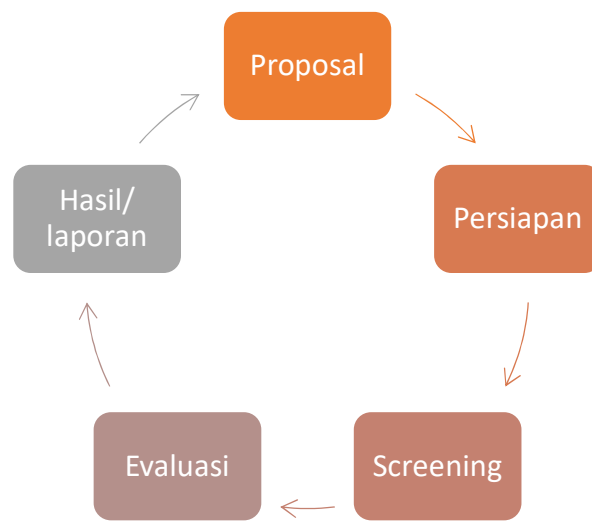 Proposal
Persiapan
Screening
Evaluasi
Hasil/
laporan